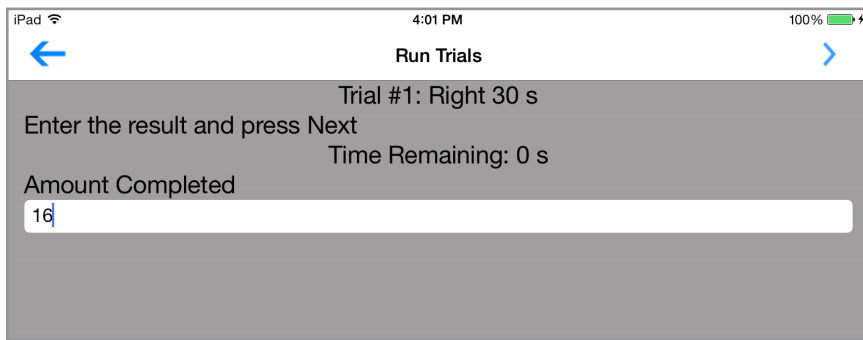 iPad 4:01 PM 100%
Run Trials
Trial #1: Right 30 s
Enter the result and press Next
Time Remaining: 0 s
Amount Completed
16